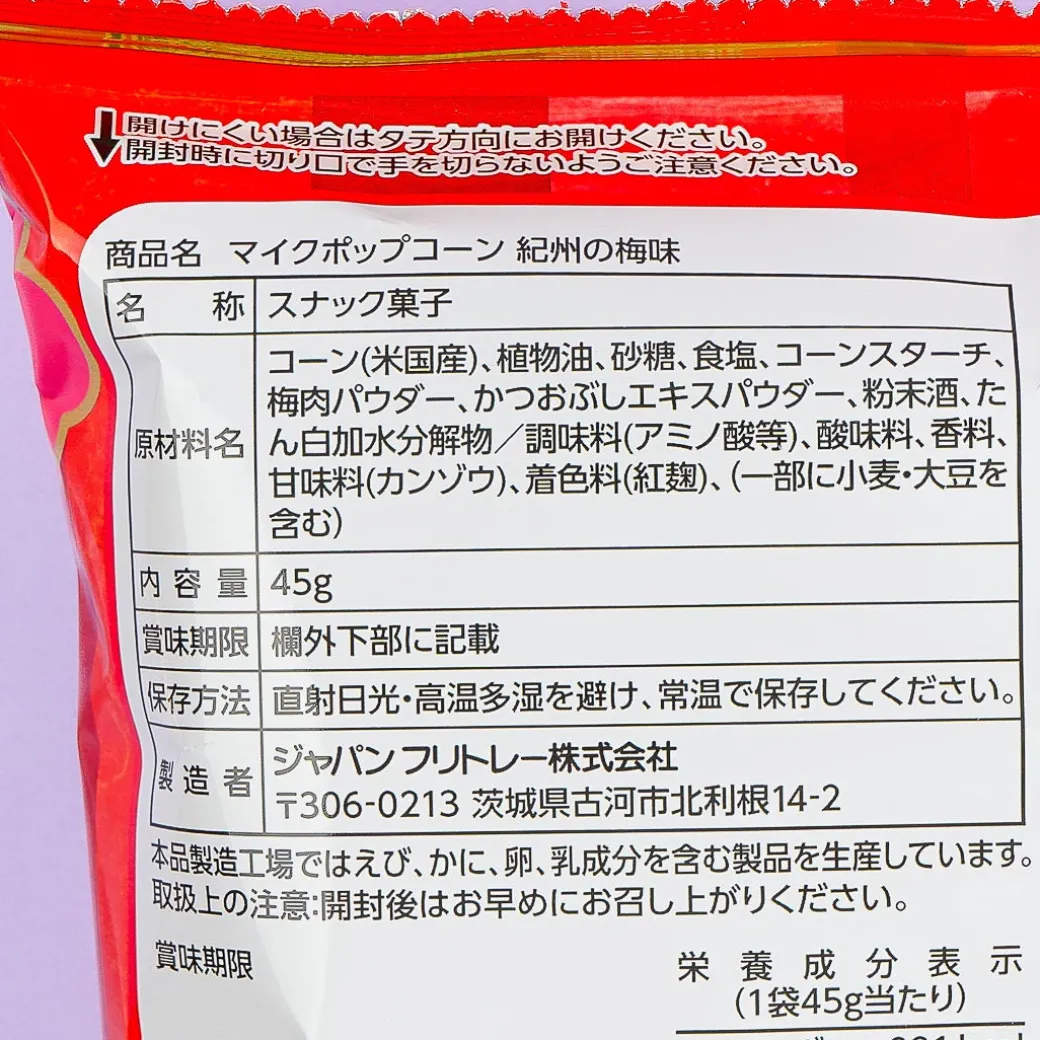 開けにくい場合はタテ方向にお開けください。
開封時に切り口で手を切らないようご注意ください。
商品名 マイクポップコーン 紀州の梅味
名称 スナック菓子
原材料名 コーン(米国産)、植物油、砂糖、食塩、コーンスターチ、
梅肉パウダー、かつおぶしエキスパウダー、粉末酒、た
ん白加水分解物／調味料(アミノ酸等)、酸味料、香料、
甘味料(カンゾウ)、着色料(紅麹)、(一部に小麦・大豆を
含む)
内容量 45g
賞味期限 欄外下部に記載
保存方法 直射日光・高温多湿を避け、常温で保存してください。
製造者 ジャパン フリトレー株式会社
〒306-0213 茨城県古河市北利根14-2
本品製造工場ではえび、かに、卵、乳成分を含む製品を生産しています。
取扱上の注意:開封後はお早めにお召し上がりください。
賞味期限
栄養成分表示
(1袋45g当たり)